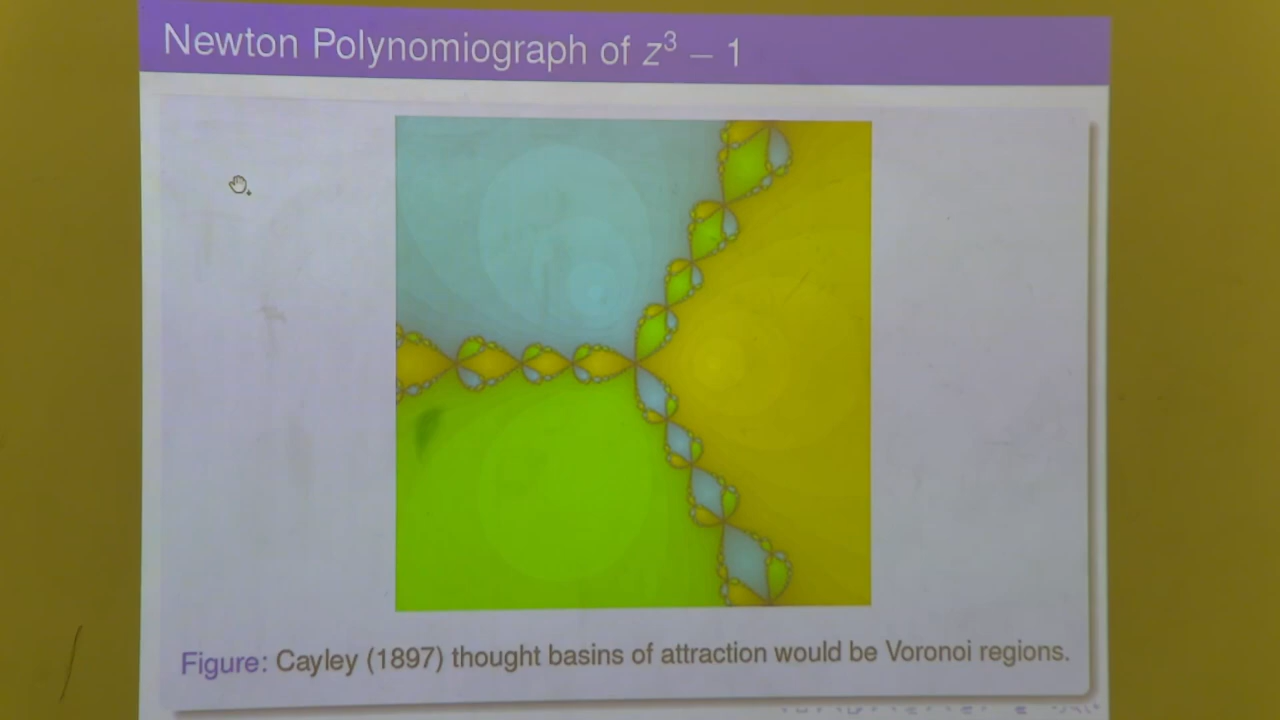 Newton Polynomiograph of z³ – 1
Figure: Cayley (1897) thought basins of attraction would be Voronoi regions.